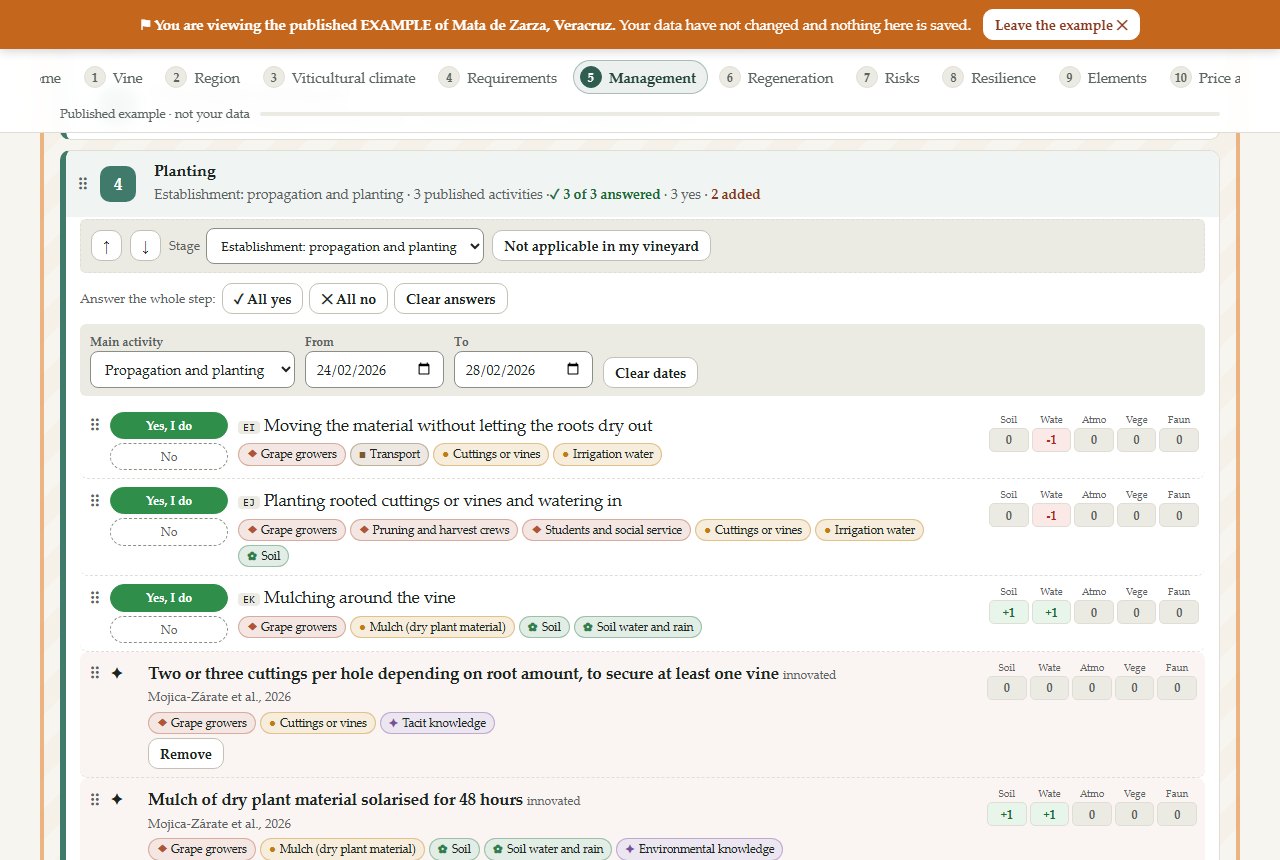 ⚑ You are viewing the published EXAMPLE of Mata de Zarza, Veracruz. Your data have not changed and nothing here is saved. Leave the example ✕
me 1 Vine 2 Region 3 Viticultural climate 4 Requirements 5 Management 6 Regeneration 7 Risks 8 Resilience 9 Elements 10 Price a
Published example · not your data
4 Planting
Establishment: propagation and planting · 3 published activities · ✓ 3 of 3 answered · 3 yes · 2 added
↑ ↓ Stage Establishment: propagation and planting Not applicable in my vineyard
Answer the whole step: ✓ All yes ✕ All no Clear answers
Main activity From To
Propagation and planting 24/02/2026 28/02/2026 Clear dates
Yes, I do EI Moving the material without letting the roots dry out Soil Wate Atmo Vege Faun
No Grape growers Transport Cuttings or vines Irrigation water 0 -1 0 0 0
Yes, I do EJ Planting rooted cuttings or vines and watering in Soil Wate Atmo Vege Faun
No Grape growers Pruning and harvest crews Students and social service Cuttings or vines Irrigation water 0 -1 0 0 0
Soil
Yes, I do EK Mulching around the vine Soil Wate Atmo Vege Faun
No Grape growers Mulch (dry plant material) Soil Soil water and rain +1 +1 0 0 0
✦ Two or three cuttings per hole depending on root amount, to secure at least one vine innovated Soil Wate Atmo Vege Faun
Mojica-Zárate et al., 2026 0 0 0 0 0
Grape growers Cuttings or vines Tacit knowledge
Remove
✦ Mulch of dry plant material solarised for 48 hours innovated Soil Wate Atmo Vege Faun
Mojica-Zárate et al., 2026 +1 +1 0 0 0
Grape growers Mulch (dry plant material) Soil Soil water and rain Environmental knowledge